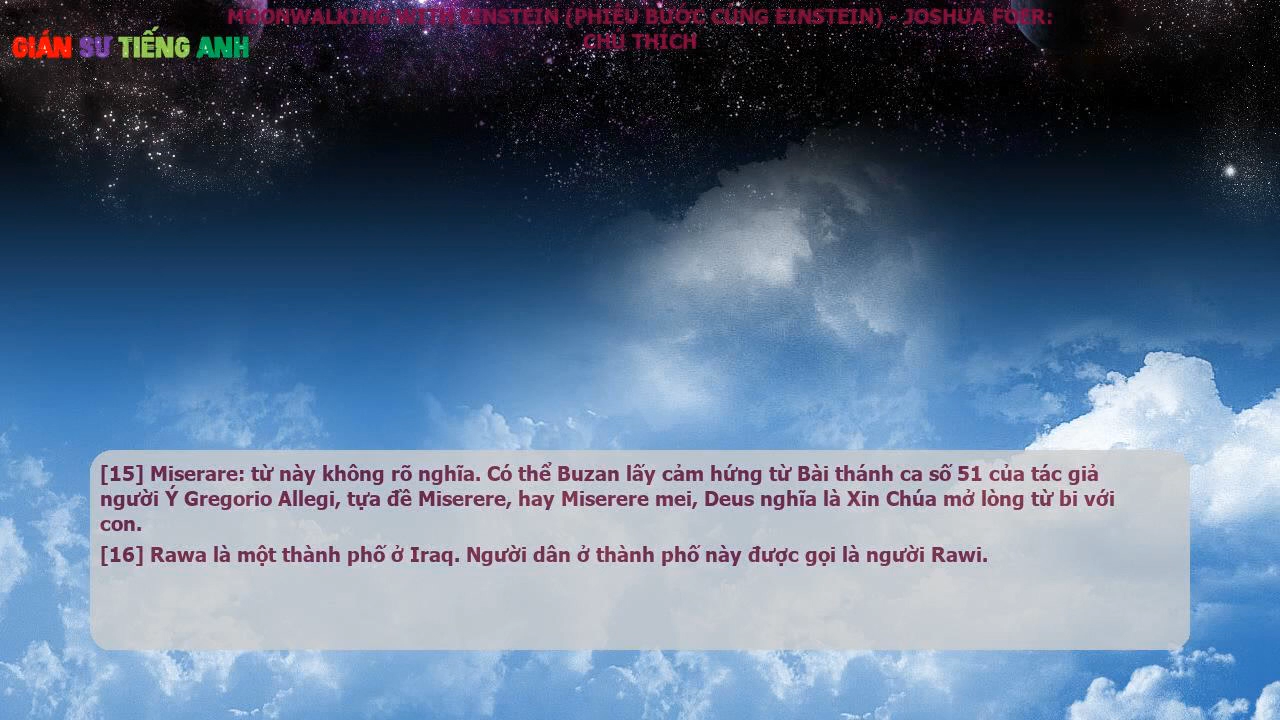 MOONWALKING WITH EINSTEIN (PHIÊU BƯỚC CÙNG EINSTEIN) - JOSHUA FOER:
CHÚ THÍCH
GIÁN SƯ TIẾNG ANH
[15] Miserare: từ này không rõ nghĩa. Có thể Buzan lấy cảm hứng từ Bài thánh ca số 51 của tác giả
người Ý Gregorio Allegi, tựa đề Miserere, hay Miserere mei, Deus nghĩa là Xin Chúa mở lòng từ bi với
con.
[16] Rawa là một thành phố ở Iraq. Người dân ở thành phố này được gọi là người Rawi.